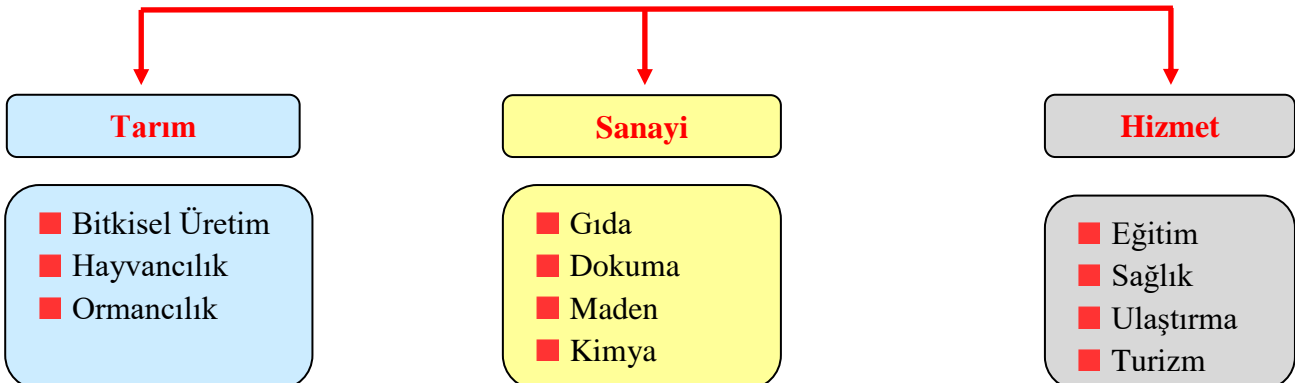 Tarım
Sanayi
Hizmet
Bitkisel Üretim
Hayvancılık
Ormancılık
Gıda
Dokuma
Maden
Kimya
Eğitim
Sağlık
Ulaştırma
Turizm